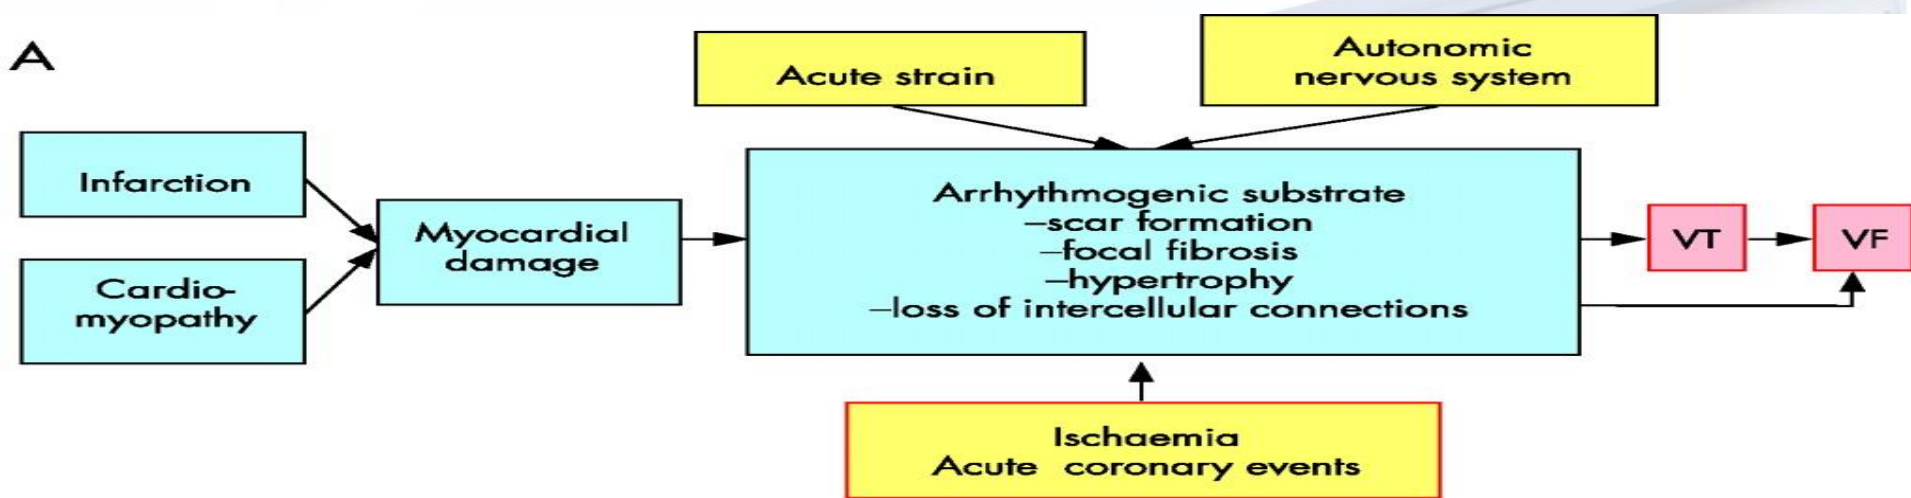 A
Acute strain
Autonomic
nervous system
Infarction
Cardio-
myopathy
Myocardial
damage
Arrhythmogenic substrate
–scar formation
–focal fibrosis
–hypertrophy
–loss of intercellular connections
VT
VF
Ischaemia
Acute coronary events